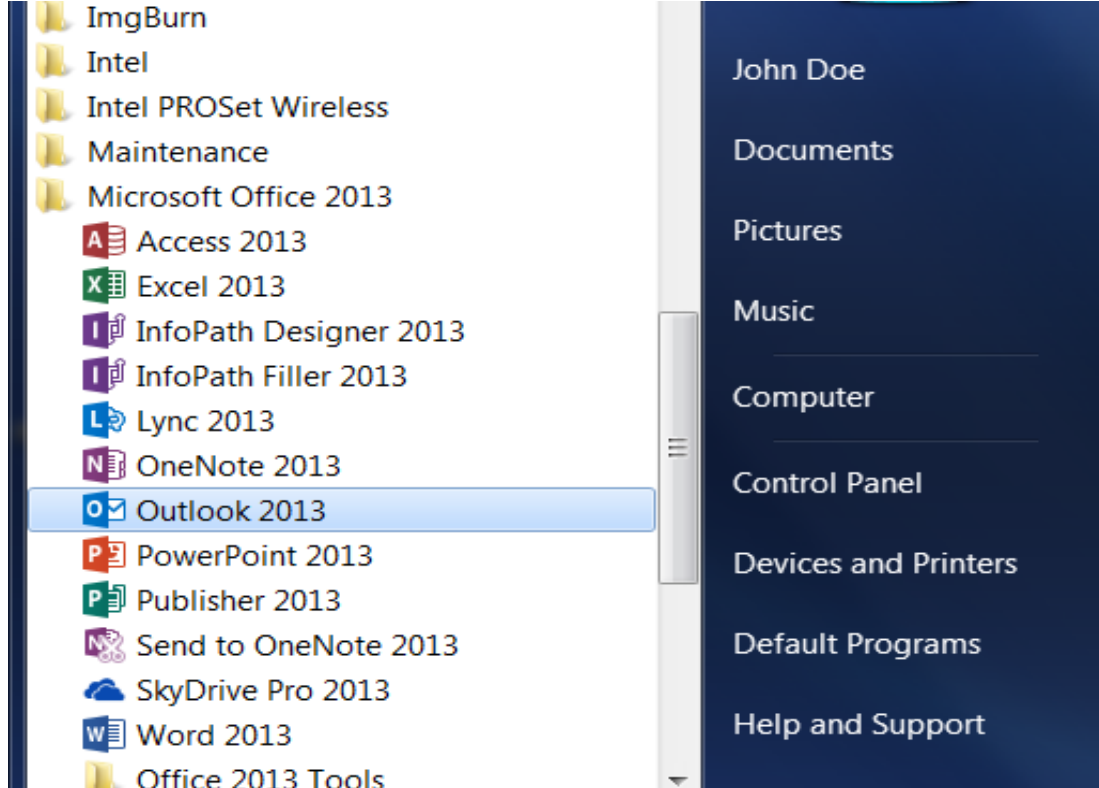 ImgBurn
Intel
Intel PROSet Wireless
Maintenance
Microsoft Office 2013
Access 2013
Excel 2013
InfoPath Designer 2013
InfoPath Filler 2013
Lync 2013
OneNote 2013
Outlook 2013
PowerPoint 2013
Publisher 2013
Send to OneNote 2013
SkyDrive Pro 2013
Word 2013
Office 2013 Tools
John Doe
Documents
Pictures
Music
Computer
Control Panel
Devices and Printers
Default Programs
Help and Support